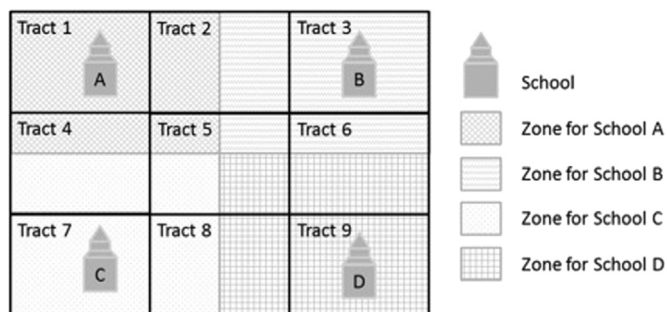 Tract 1
Tract 2
Tract 3
A
B
Tract 4
Tract 5
Tract 6
Tract 7
Tract 8
Tract 9
C
D
School
Zone for School A
Zone for School B
Zone for School C
Zone for School D